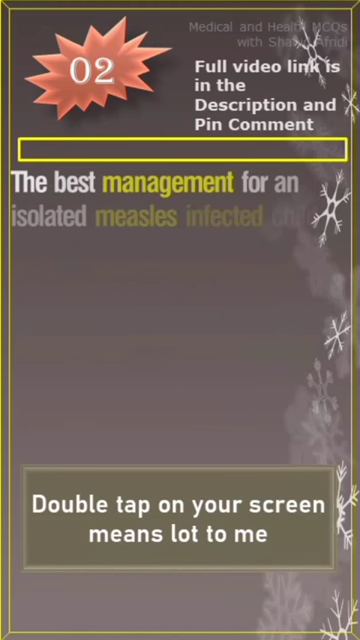 Medical and Health MCQs
02
Full video link is
in the
Description and
Pin Comment
The best management for an
isolated measles infected
Double tap on your screen
means lot to me